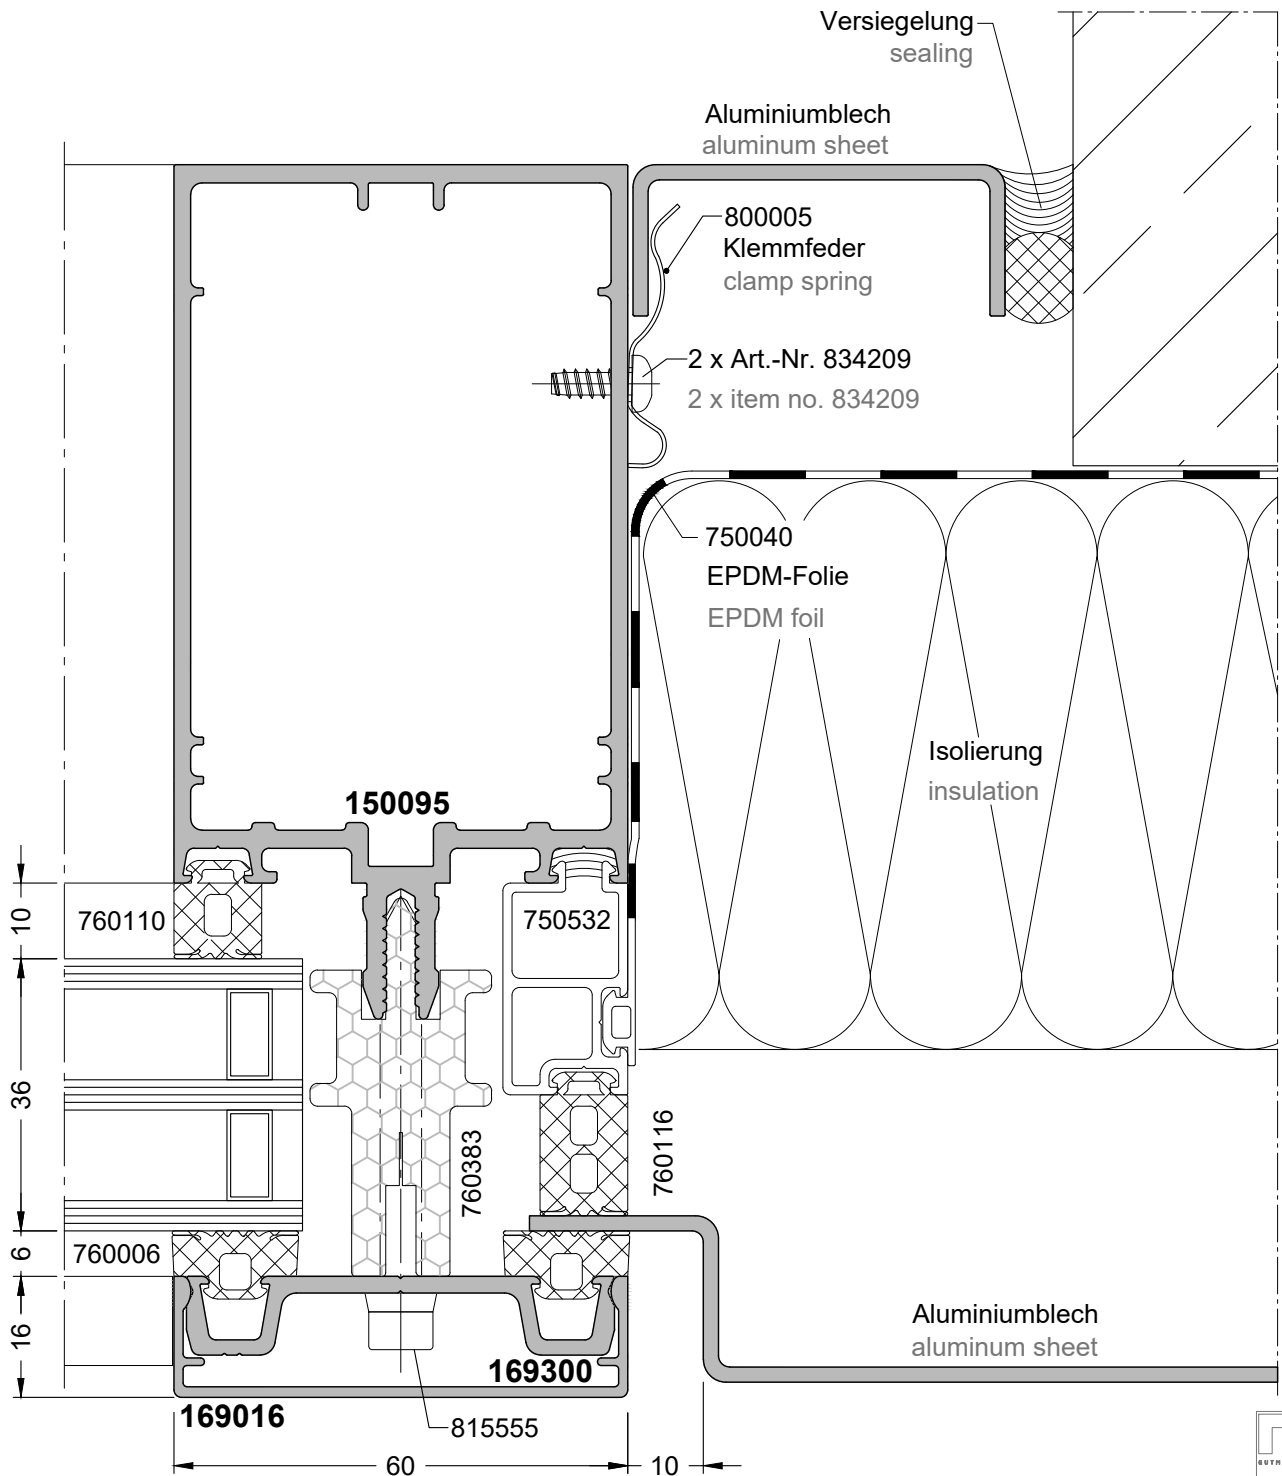 Versiegelung
sealing
Aluminiumblech
aluminum sheet
800005
Klemmfeder
clamp spring
2 x Art.-Nr. 834209
2 x item no. 834209
750040
EPDM-Folie
EPDM foil
Isolierung
insulation
150095
10
760110
750532
36
760383
760116
6
760006
16
Aluminiumblech
aluminum sheet
169300
169016
815555
60
10